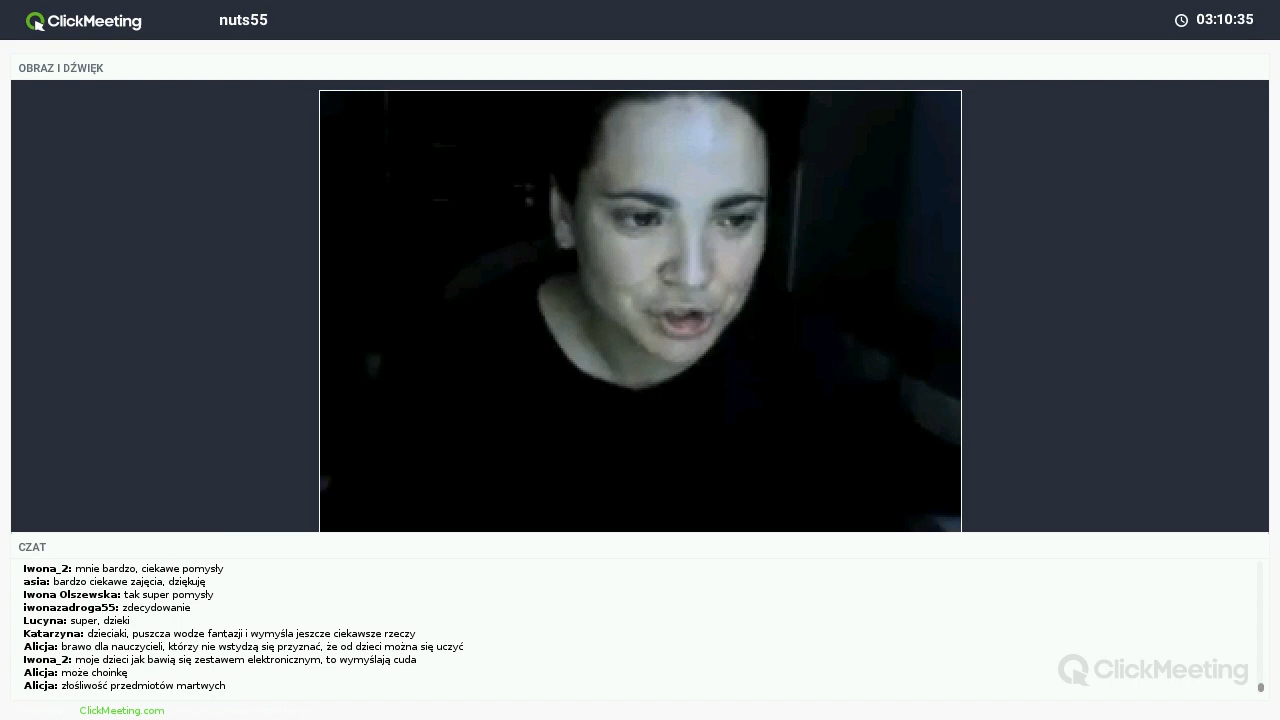 ClickMeeting
nuts55
03:10:35
OBRAZ I DŹWIĘK
CZAT
Iwona_2: mnie bardzo, ciekawe pomysły
asia: bardzo ciekawe zajęcia, dziękuję
Iwona Olszewska: tak super pomysły
iwonazadroga55: zdecydowanie
Lucyna: super, dzieki
Katarzyna: dzieciaki, puszcza wodze fantazji i wymyśla jeszcze ciekawsze rzeczy
Alicja: brawo dla nauczycieli, którzy nie wstydzą się przyznać, że od dzieci można się uczyć
Iwona_2: moje dzieci jak bawią się zestawem elektronicznym, to wymyślają cuda
Alicja: może choinkę
Alicja: złośliwość przedmiotów martwych
ClickMeeting
ClickMeeting.com